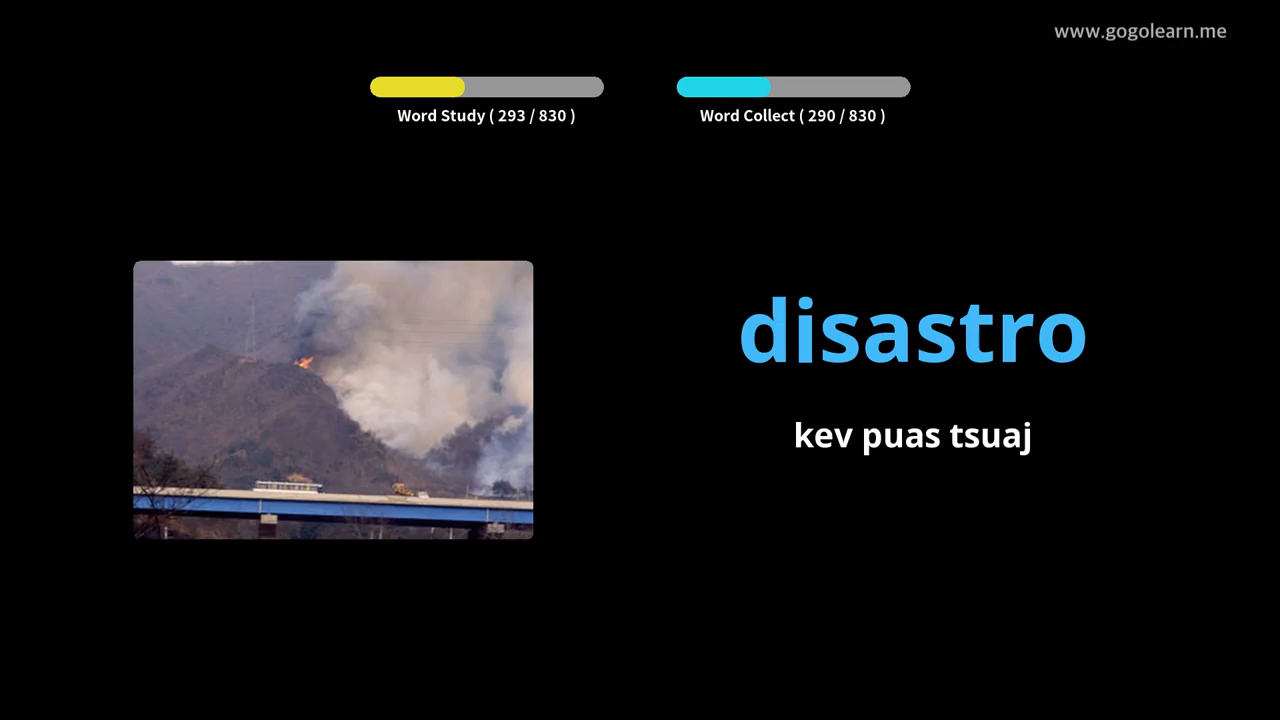 www.gogolearn.me
Word Study ( 293 / 830 )
Word Collect ( 290 / 830 )
disastro
kev puas tsuaj